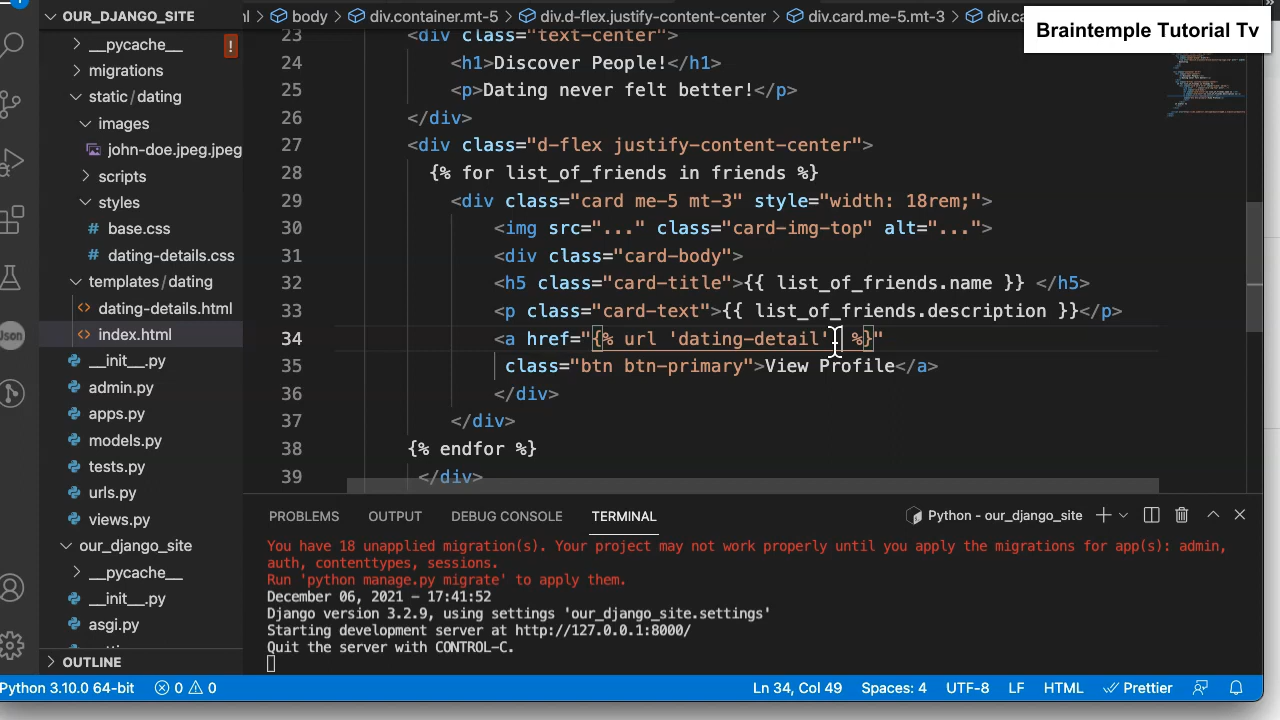 OUR_DJANGO_SITE
body
div.container.mt-5
div.d-flex.justify-content-center
div.card.me-5.mt-3
Braintemple Tutorial Tv
__pycache__
!
migrations
static/dating
images
john-doe.jpeg.jpeg
scripts
styles
base.css
dating-details.css
templates/dating
dating-details.html
index.html
__init__.py
admin.py
apps.py
models.py
tests.py
urls.py
views.py
our_django_site
__pycache__
__init__.py
asgi.py
OUTLINE
Json
23 <div class="text-center">
24 <h1>Discover People!</h1>
25 <p>Dating never felt better!</p>
26 </div>
27 <div class="d-flex justify-content-center">
28 {% for list_of_friends in friends %}
29 <div class="card me-5 mt-3" style="width: 18rem;">
30 <img src="..." class="card-img-top" alt="...">
31 <div class="card-body">
32 <h5 class="card-title">{{ list_of_friends.name }} </h5>
33 <p class="card-text">{{ list_of_friends.description }}</p>
34 <a href="{% url 'dating-detail' %}"
35 class="btn btn-primary">View Profile</a>
36 </div>
37 </div>
38 {% endfor %}
39 </div>
PROBLEMS OUTPUT DEBUG CONSOLE TERMINAL
Python - our_django_site
You have 18 unapplied migration(s). Your project may not work properly until you apply the migrations for app(s): admin,
auth, contenttypes, sessions.
Run 'python manage.py migrate' to apply them.
December 06, 2021 - 17:41:52
Django version 3.2.9, using settings 'our_django_site.settings'
Starting development server at http://127.0.0.1:8000/
Quit the server with CONTROL-C.
Python 3.10.0 64-bit 0 0 Ln 34, Col 49 Spaces: 4 UTF-8 LF HTML Prettier